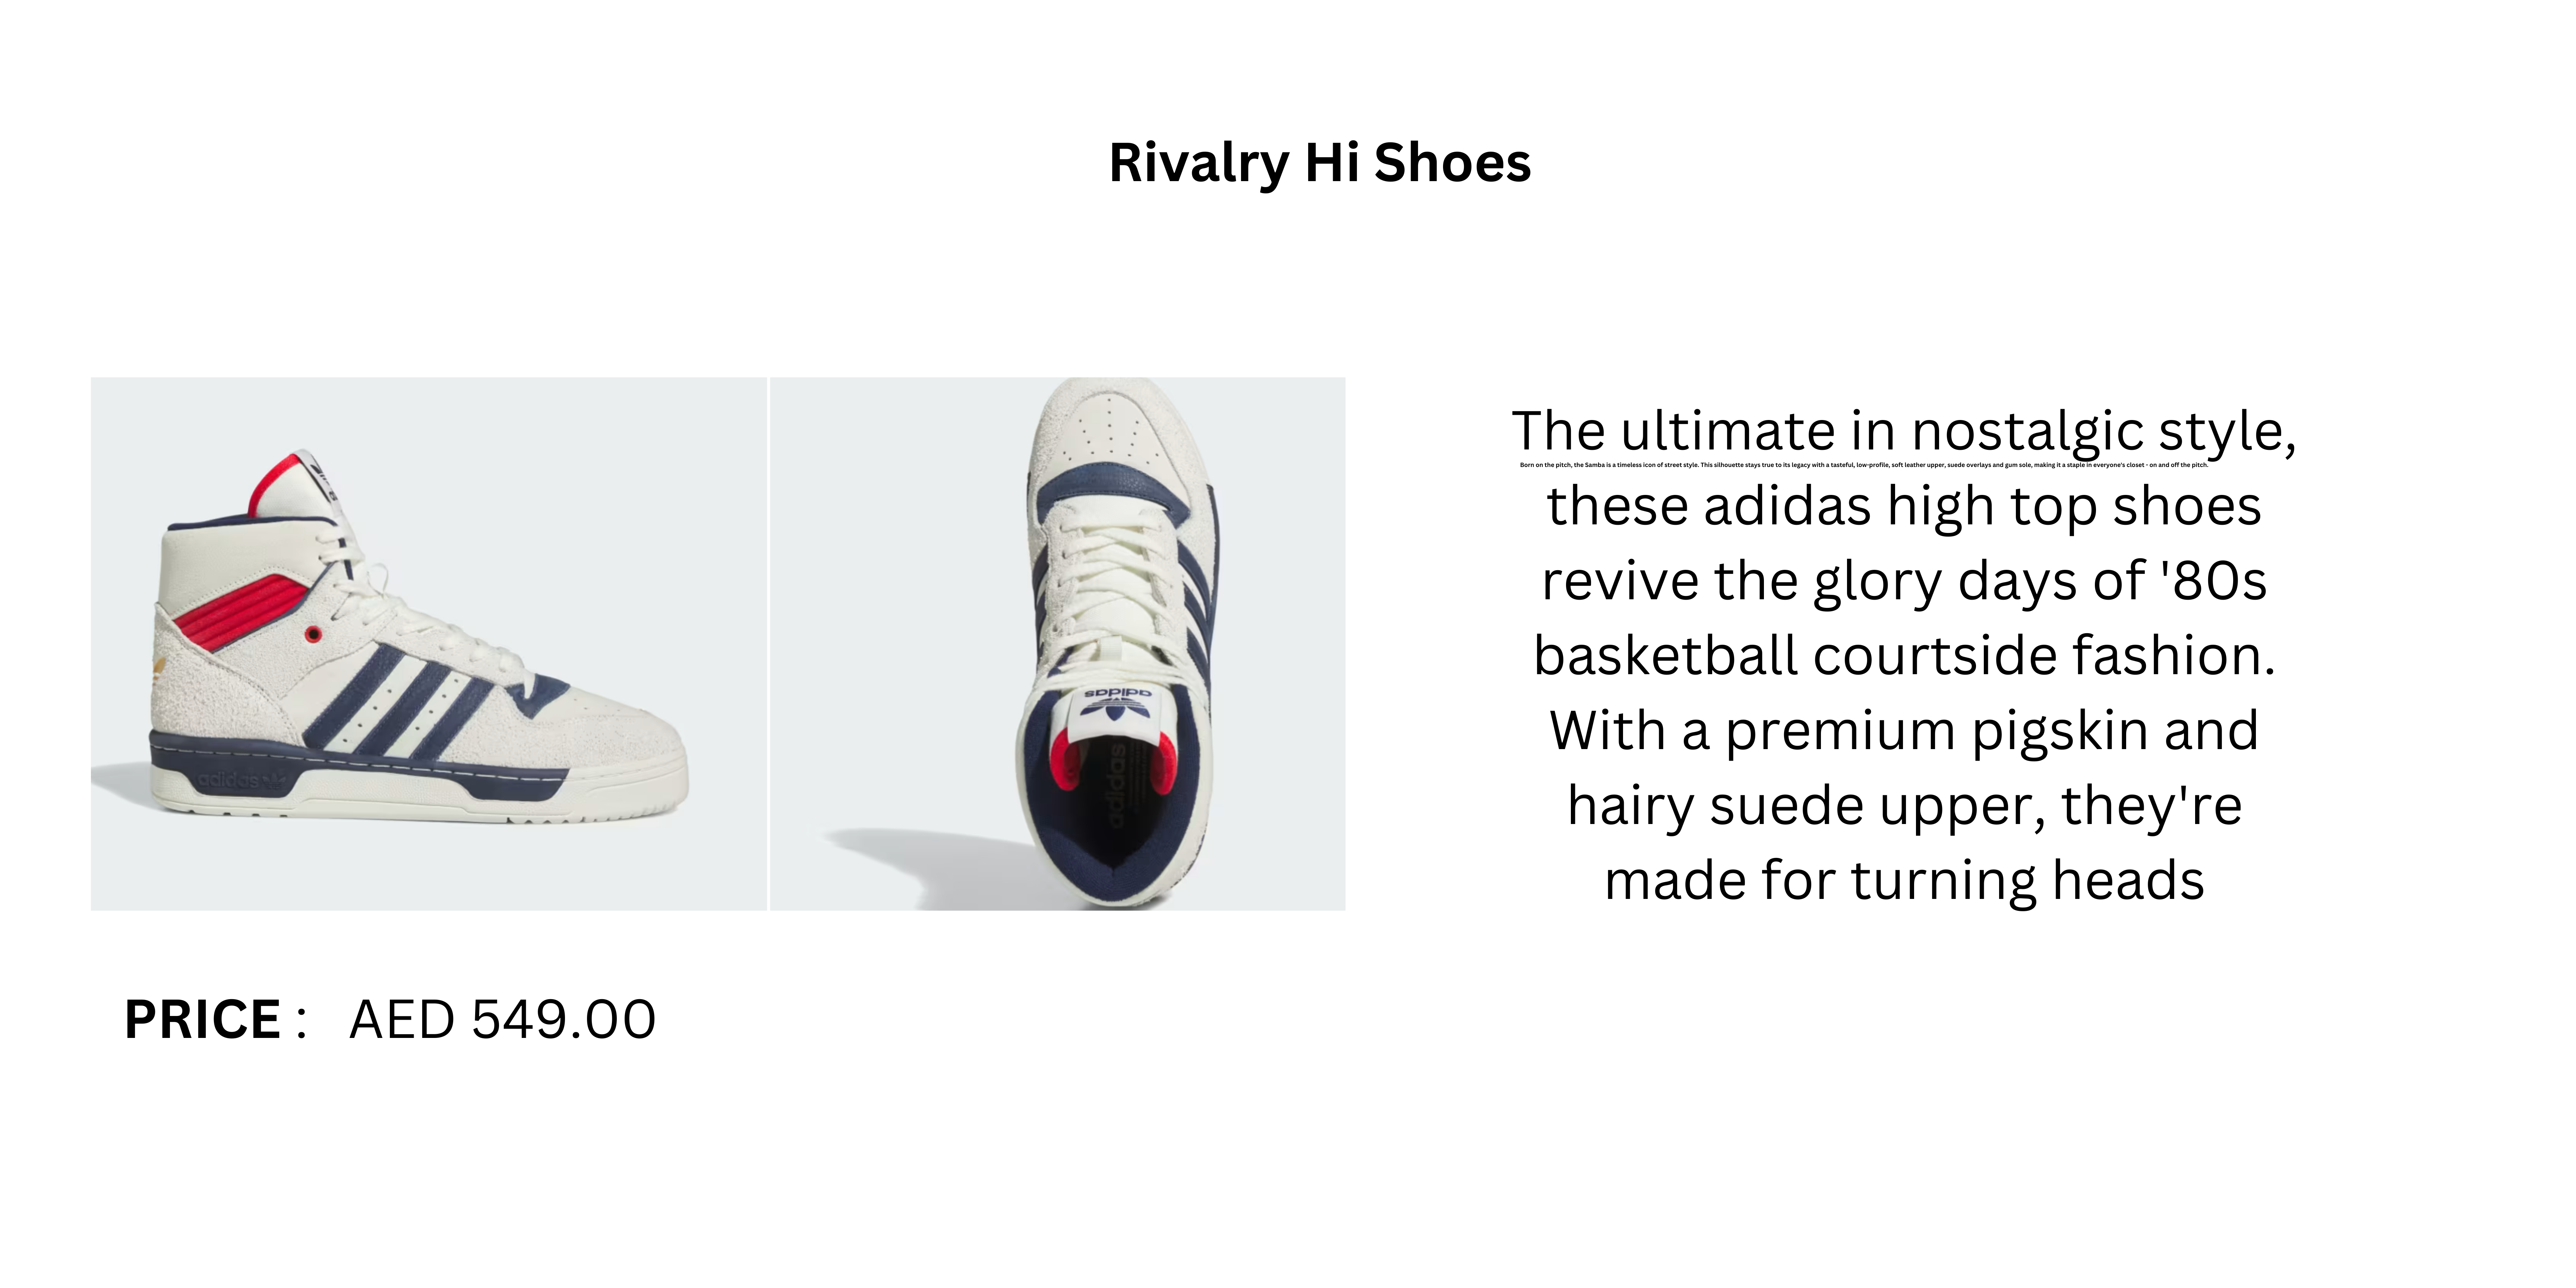 Rivalry Hi Shoes
adidas
adidas
adidas
The ultimate in nostalgic style,
Born on the pitch, the Samba is a timeless icon of street style. This silhouette stays true to its legacy with a tasteful, low-profile, soft leather upper, suede overlays and gum sole, making it a staple in everyone's closet - on and off the pitch.
these adidas high top shoes
revive the glory days of '80s
basketball courtside fashion.
With a premium pigskin and
hairy suede upper, they're
made for turning heads
PRICE : AED 549.00